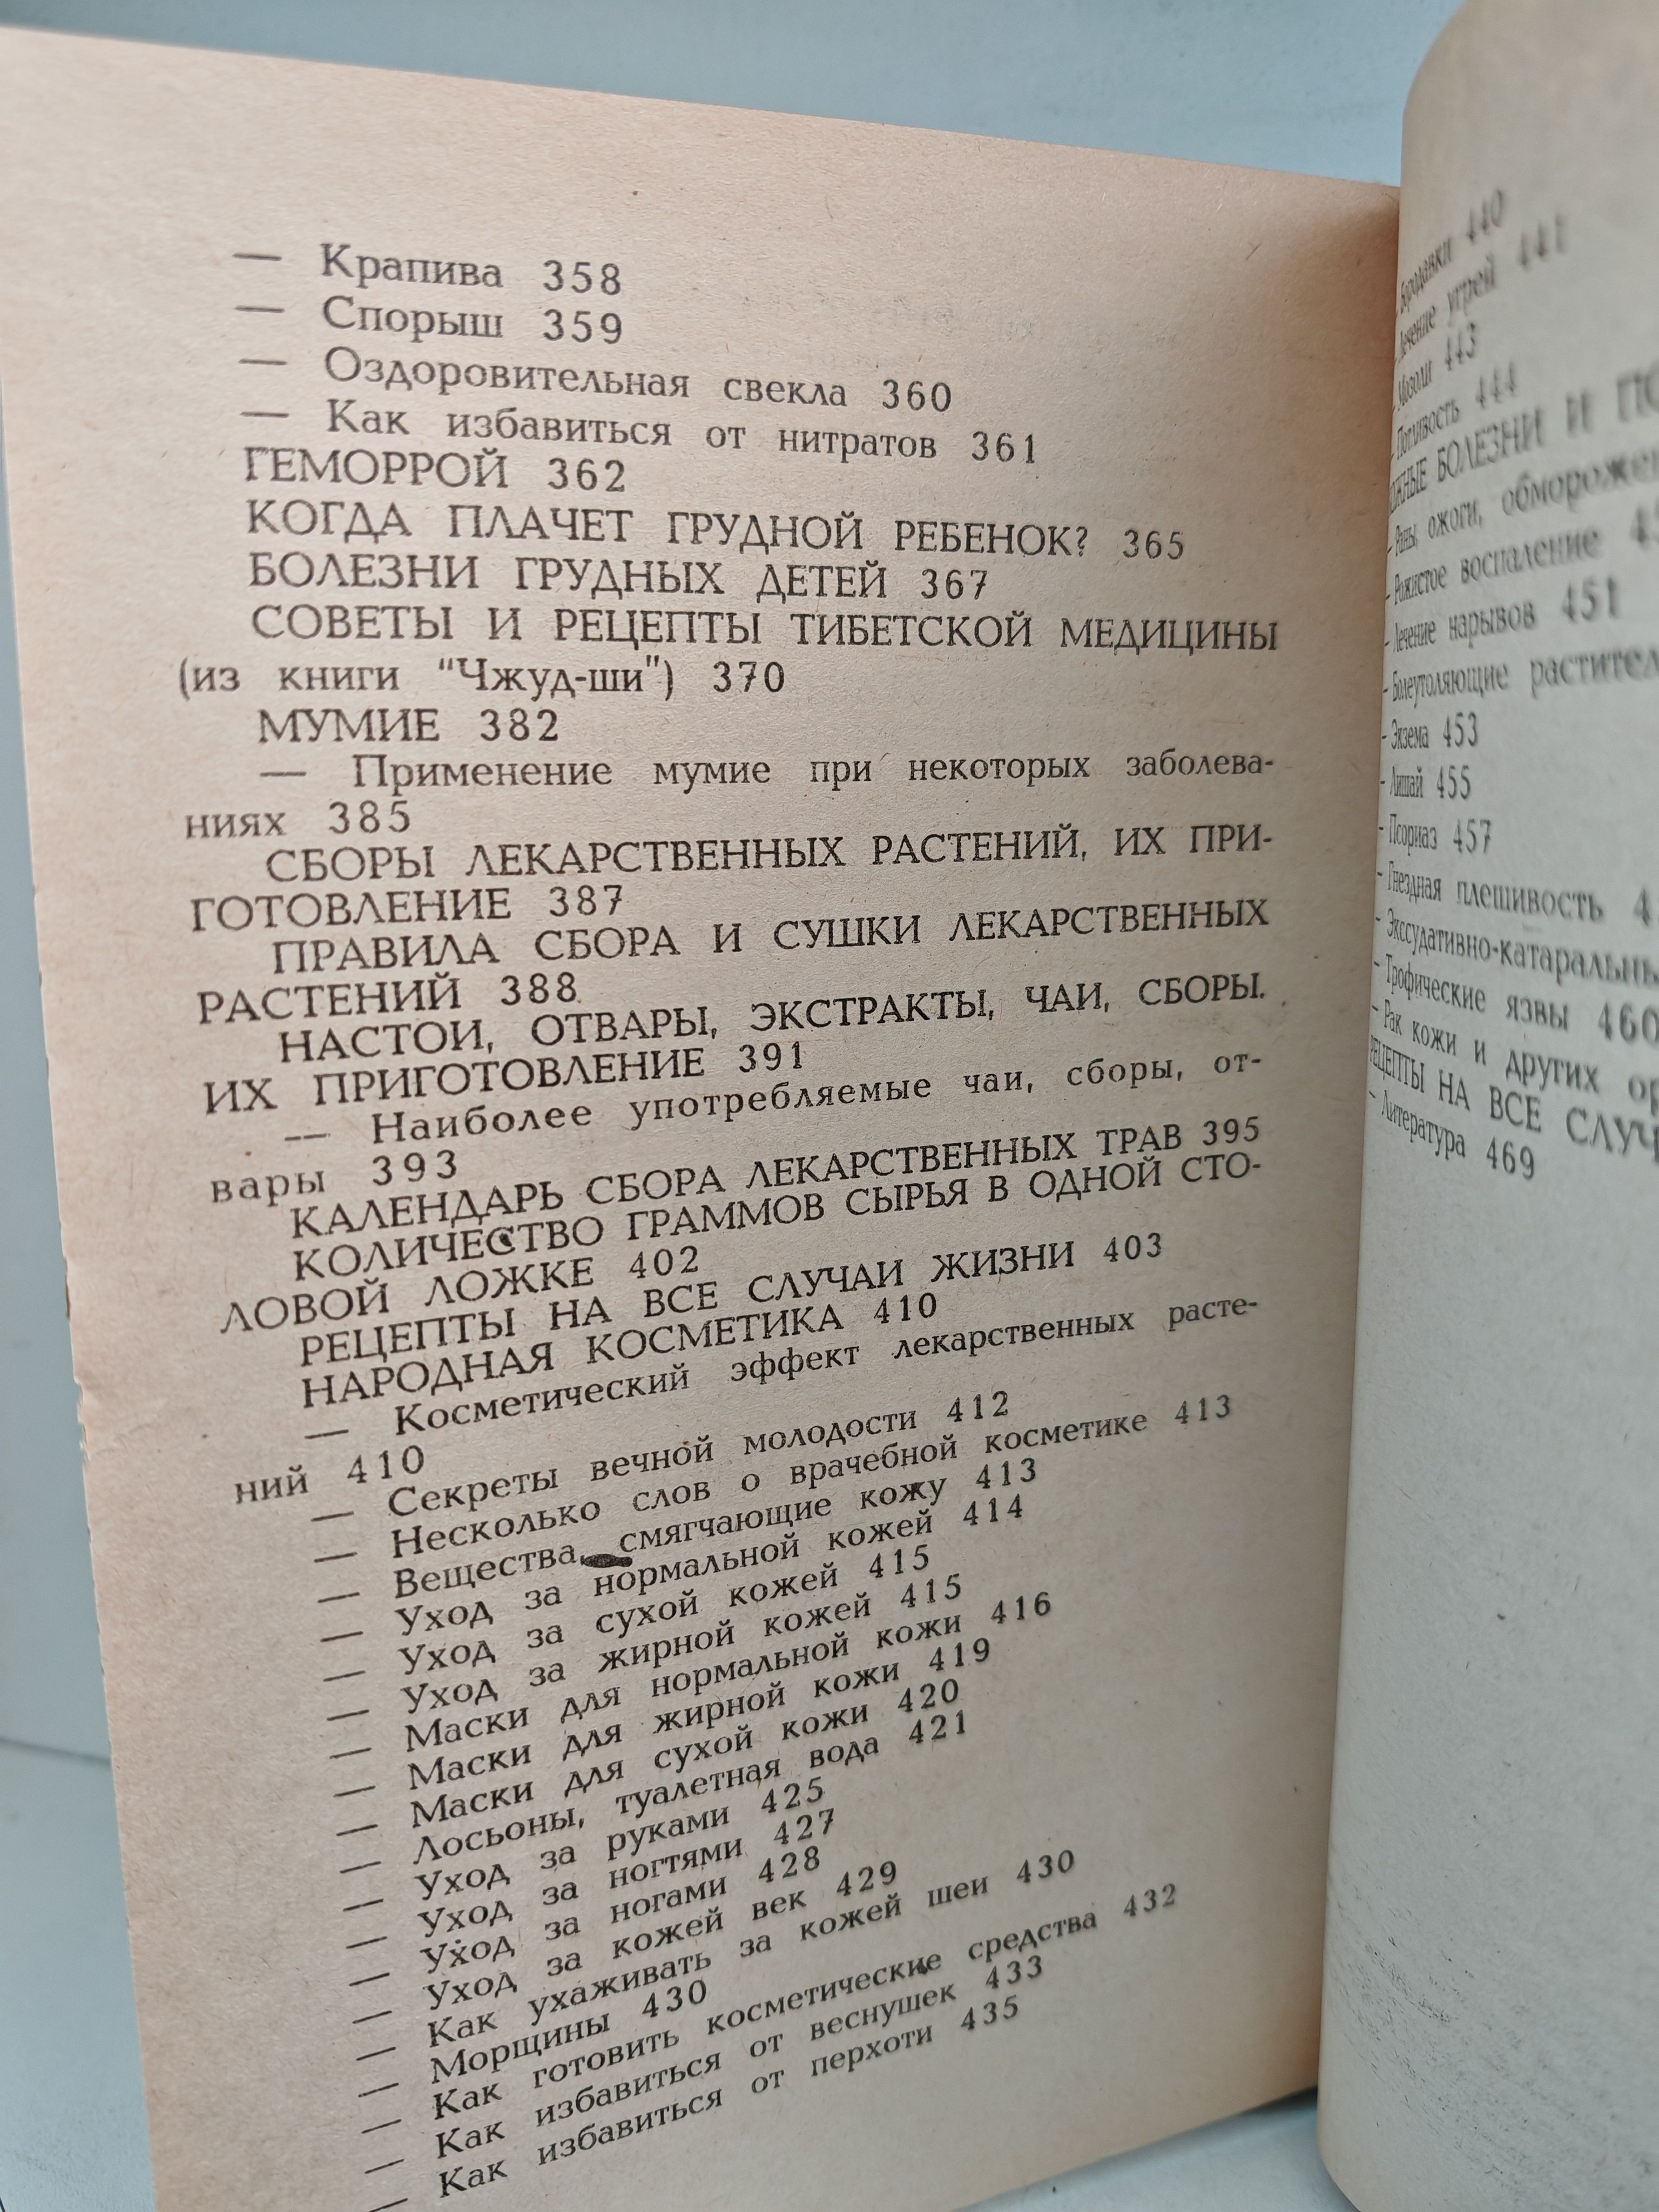 — Крапива 358
— Спорыш 359
— Оздоровительная свекла 360
— Как избавиться от нитратов 361
ГЕМОРРОЙ 362
КОГДА ПЛАЧЕТ ГРУДНОЙ РЕБЕНОК? 365
БОЛЕЗНИ ГРУДНЫХ ДЕТЕЙ 367
СОВЕТЫ И РЕЦЕПТЫ ТИБЕТСКОЙ МЕДИЦИНЫ
(из книги "Чжуд-ши") 370
МУМИЕ 382
— Применение мумие при некоторых заболева-
ниях 385
СБОРЫ ЛЕКАРСТВЕННЫХ РАСТЕНИЙ, ИХ ПРИ-
ГОТОВЛЕНИЕ 387
ПРАВИЛА СБОРА И СУШКИ ЛЕКАРСТВЕННЫХ
РАСТЕНИЙ 388
НАСТОИ, ОТВАРЫ, ЭКСТРАКТЫ, ЧАИ, СБОРЫ.
ИХ ПРИГОТОВЛЕНИЕ 391
— Наиболее употребляемые чаи, сборы, от-
вары 393
КАЛЕНДАРЬ СБОРА ЛЕКАРСТВЕННЫХ ТРАВ 395
КОЛИЧЕСТВО ГРАММОВ СЫРЬЯ В ОДНОЙ СТО-
ЛОВОЙ ЛОЖКЕ 402
РЕЦЕПТЫ НА ВСЕ СЛУЧАИ ЖИЗНИ 403
НАРОДНАЯ КОСМЕТИКА 410
— Косметический эффект лекарственных расте-
ний 410
— Секреты вечной молодости 412
— Несколько слов о врачебной косметике 413
— Вещества, смягчающие кожу 413
— Уход за нормальной кожей 414
— Уход за сухой кожей 415
— Уход за жирной кожей 415
— Маски для нормальной кожи 416
— Маски для жирной кожи 419
— Маски для сухой кожи 420
— Лосьоны, туалетная вода 421
— Уход за руками 425
— Уход за ногтями 427
— Уход за ногами 428
— Уход за кожей век 429
— Как ухаживать за кожей шеи 430
— Морщины 430
— Как готовить косметические средства 432
— Как избавиться от веснушек 433
— Как избавиться от перхоти 435
Бородавки 440
Лечение угрей 441
Мозоли 443
Потливость 444
БОЛЕЗНИ И
— Раны, ожоги,
— Рожистое воспаление
— Лечение нарывов 451
— Болеутоляющие
— Экзема 453
— Лишай 455
— Псориаз 457
— Гнездная плешивость
— Трофические язвы 460
— Рак кожи и других
РЕЦЕПТЫ НА ВСЕ
— Литература 469